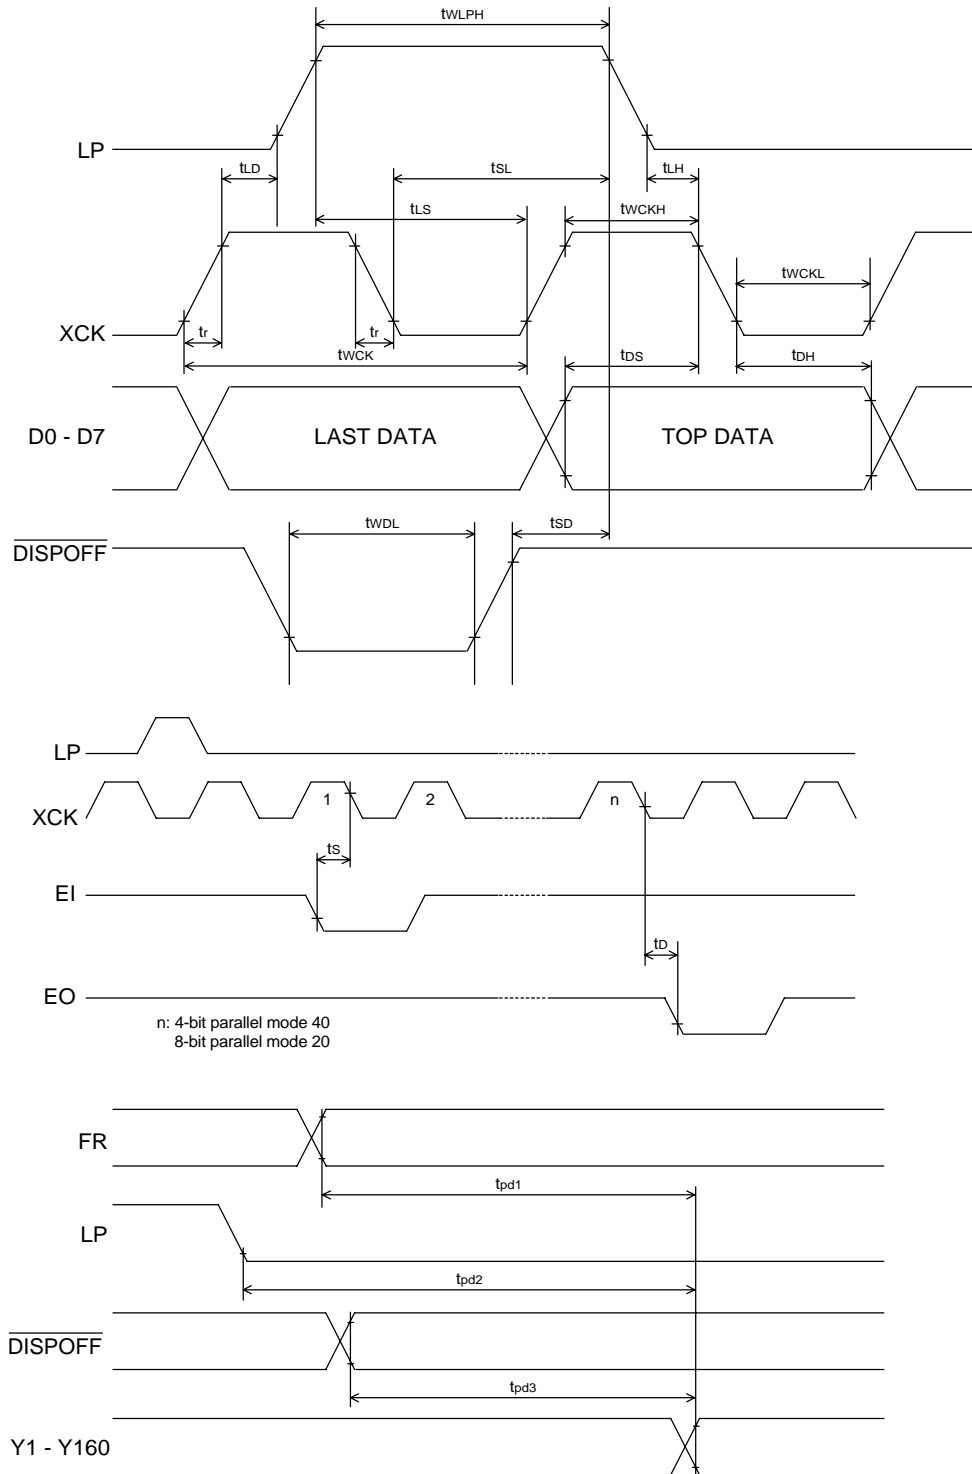 tWLPH
LP
tLD
tSL
tLH
tLS
tWCKH
tWCKL
XCK
tr
tr
tWCK
tDS
tDH
D0 - D7
LAST DATA
TOP DATA
tWDL
tSD
DISPOFF
LP
1
2
n
XCK
tS
EI
tD
EO
n: 4-bit parallel mode 40
8-bit parallel mode 20
FR
tpd1
LP
tpd2
DISPOFF
tpd3
Y1 - Y160